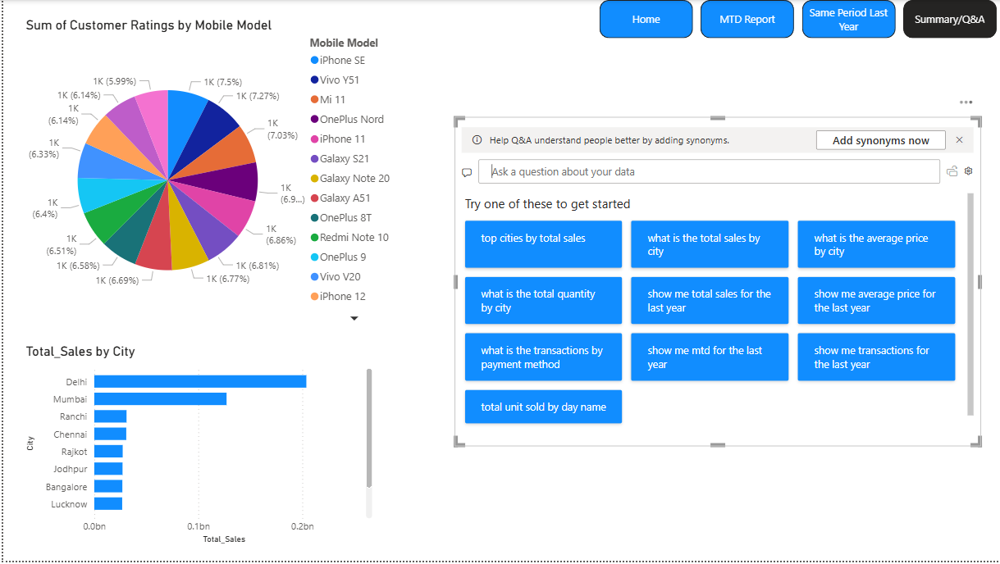 Home
MTD Report
Same Period Last
Year
Summary/Q&A
Sum of Customer Ratings by Mobile Model
Mobile Model
iPhone SE
Vivo Y51
Mi 11
OnePlus Nord
iPhone 11
Galaxy S21
Galaxy Note 20
Galaxy A51
OnePlus 8T
Redmi Note 10
OnePlus 9
Vivo V20
iPhone 12
1K (7.5%)
1K (7.27%)
1K
(7.03%)
1K
(6.9...)
1K
(6.86%)
1K (6.81%)
1K (6.77%)
1K (6.69%)
1K (6.58%)
1K
(6.51%)
1K
(6.4%)
1K
(6.33%)
1K
(6.14%)
1K (6.14%)
1K (5.99%)
Total_Sales by City
City
Delhi
Mumbai
Ranchi
Chennai
Rajkot
Jodhpur
Bangalore
Lucknow
0.0bn
0.1bn
0.2bn
Total_Sales
Help Q&A understand people better by adding synonyms.
Add synonyms now
Ask a question about your data
Try one of these to get started
top cities by total sales
what is the total sales by
city
what is the average price
by city
what is the total quantity
by city
show me total sales for the
last year
show me average price for
the last year
what is the transactions by
payment method
show me mtd for the last
year
show me transactions for
the last year
total unit sold by day name